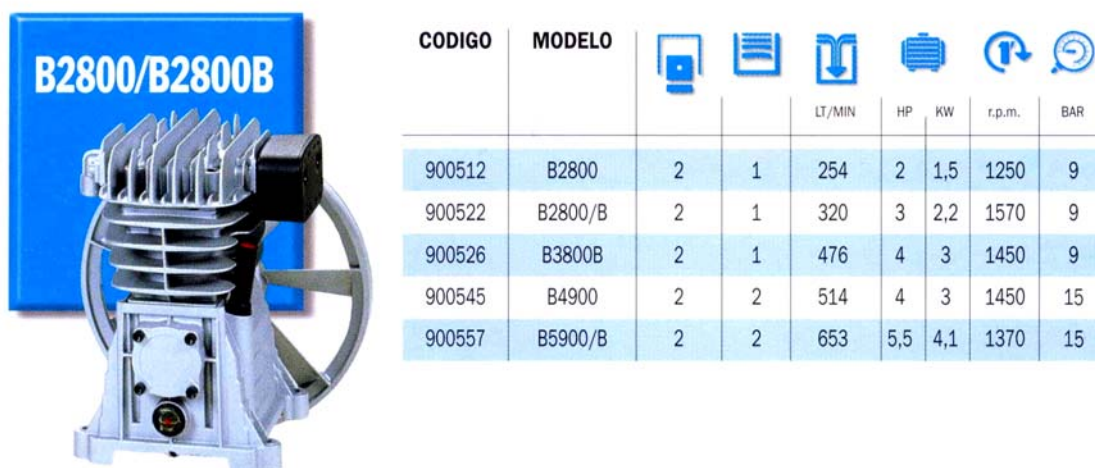 B2800/B2800B
CODIGO MODELO
LT/MIN HP KW r.p.m. BAR
900512 B2800 2 1 254 2 1,5 1250 9
900522 B2800/B 2 1 320 3 2,2 1570 9
900526 B3800B 2 1 476 4 3 1450 9
900545 B4900 2 2 514 4 3 1450 15
900557 B5900/B 2 2 653 5,5 4,1 1370 15